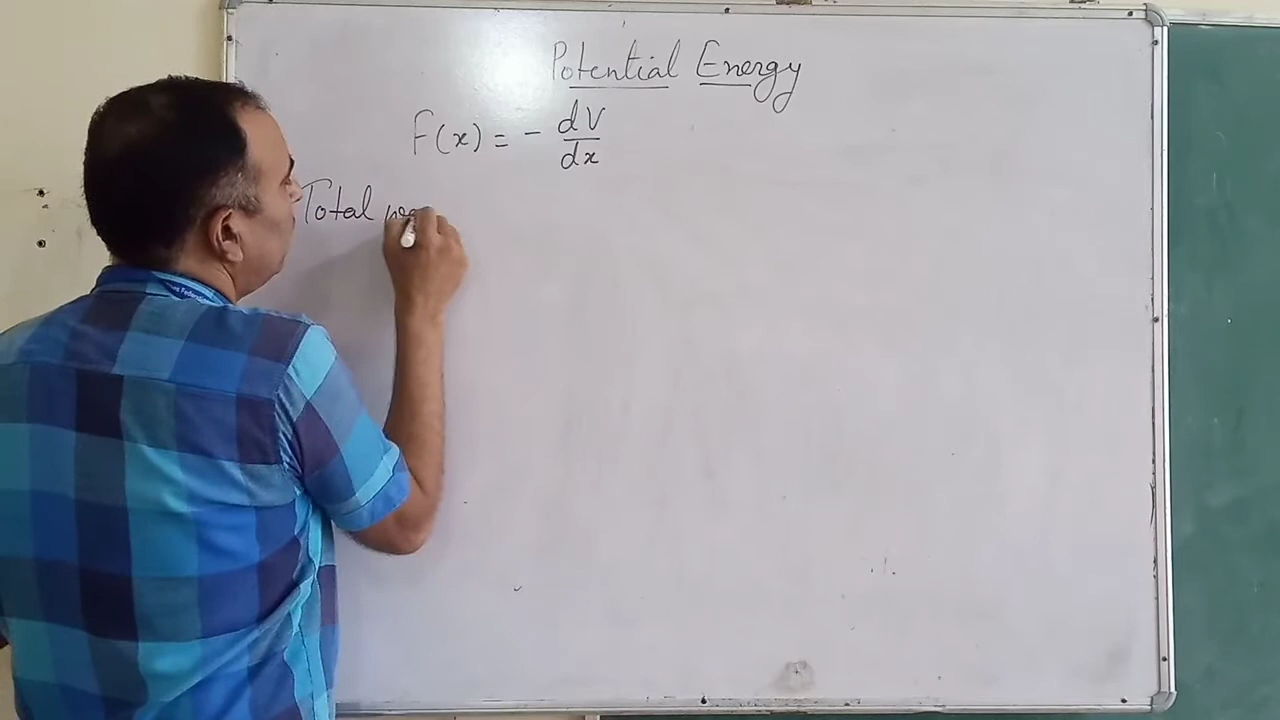 Potential Energy
F(x) = - dV/dx
Total